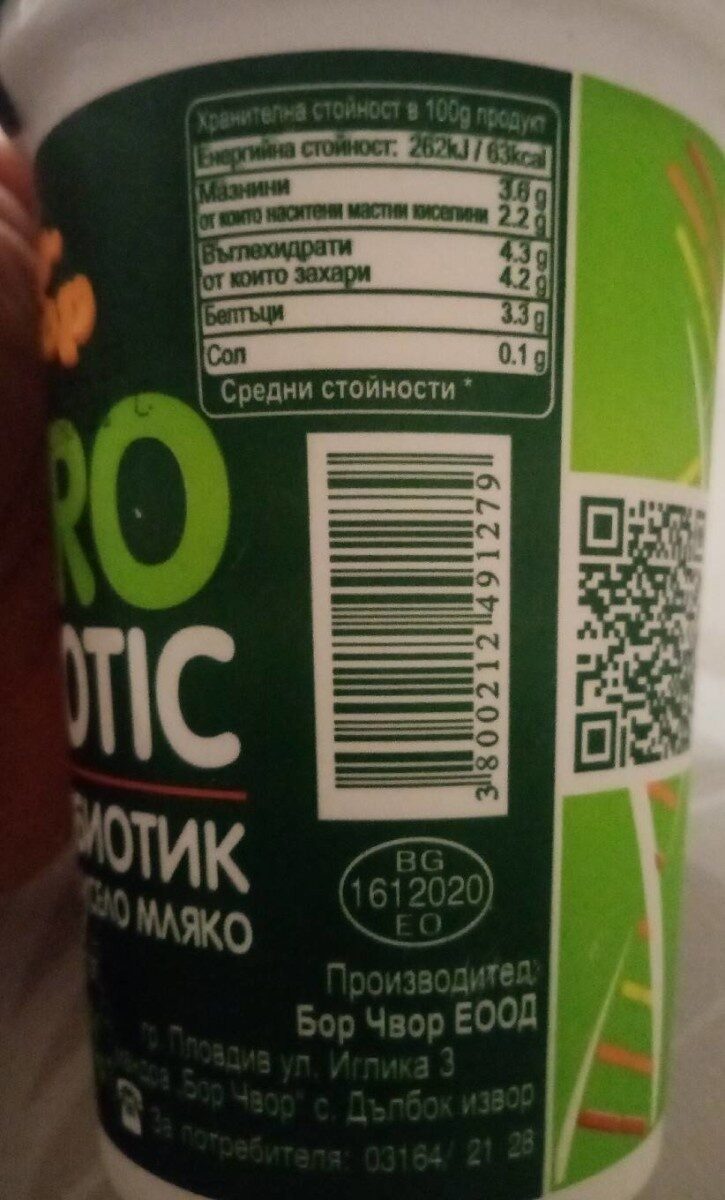 Хранителна стойност в 100g продукт
Енергийна стойност: 262kJ / 63kcal
Мазнини 3.6 g
от които наситени мастни киселини 2.2 g
Въглехидрати 4.3 g
от които захари 4.2 g
Белтъци 3.3 g
Сол 0.1 g
Средни стойности *
RO
OTIC
БИОТИК
МЛЯКО
3800212491279
BG
1612020
EO
Производител:
Бор Чвор ЕООД
гр. Пловдив ул. Иглика 3
"Бор Чвор" с. Дълбок извор
За потребителя: 03164/ 21 28